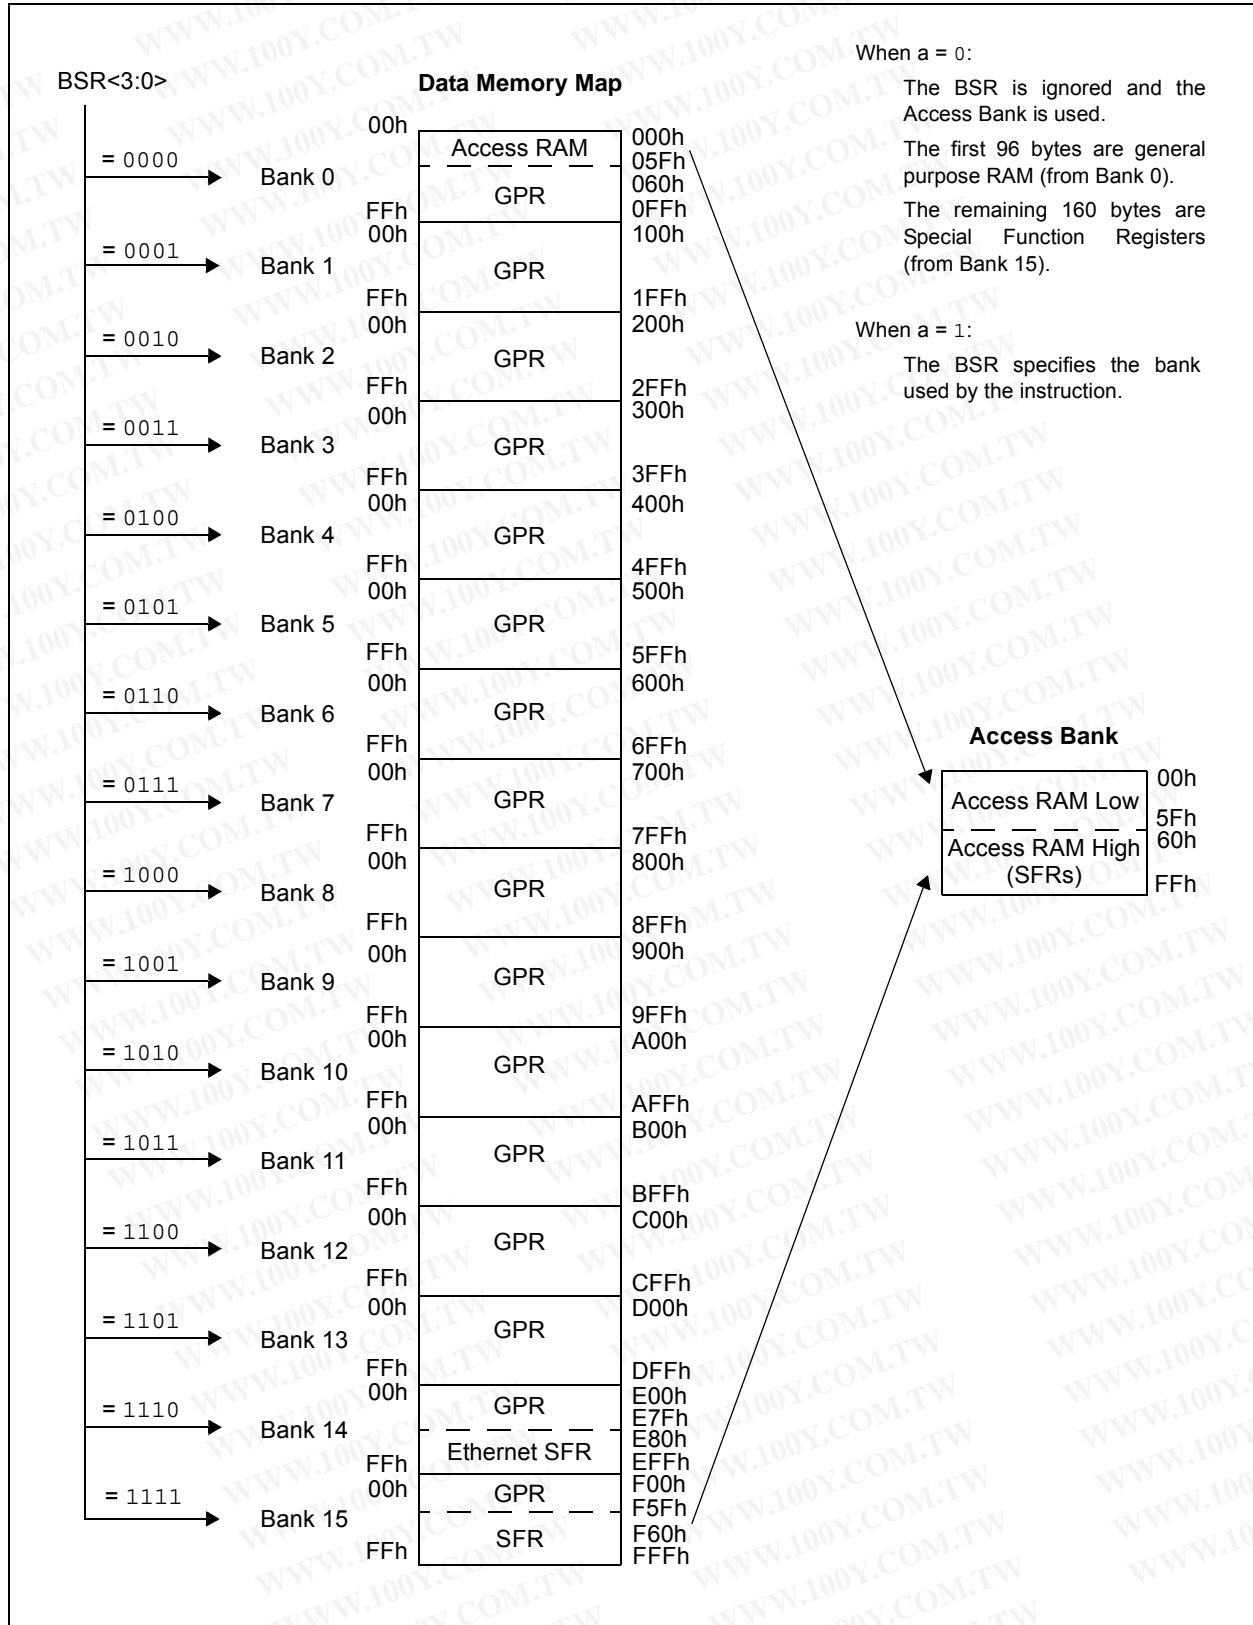 BSR<3:0>
Data Memory Map
When a = 0:
The BSR is ignored and the
Access Bank is used.
The first 96 bytes are general
purpose RAM (from Bank 0).
The remaining 160 bytes are
Special Function Registers
(from Bank 15).
When a = 1:
The BSR specifies the bank
used by the instruction.
= 0000
Bank 0
00h
FFh
Access RAM
GPR
000h
05Fh
060h
0FFh
= 0001
Bank 1
00h
FFh
GPR
100h
1FFh
= 0010
Bank 2
00h
FFh
GPR
200h
2FFh
= 0011
Bank 3
00h
FFh
GPR
300h
3FFh
= 0100
Bank 4
00h
FFh
GPR
400h
4FFh
= 0101
Bank 5
00h
FFh
GPR
500h
5FFh
= 0110
Bank 6
00h
FFh
GPR
600h
6FFh
= 0111
Bank 7
00h
FFh
GPR
700h
7FFh
= 1000
Bank 8
00h
FFh
GPR
800h
8FFh
= 1001
Bank 9
00h
FFh
GPR
900h
9FFh
= 1010
Bank 10
00h
FFh
GPR
A00h
AFFh
= 1011
Bank 11
00h
FFh
GPR
B00h
BFFh
= 1100
Bank 12
00h
FFh
GPR
C00h
CFFh
= 1101
Bank 13
00h
FFh
GPR
D00h
DFFh
= 1110
Bank 14
00h
FFh
GPR
Ethernet SFR
E00h
E7Fh
E80h
EFFh
= 1111
Bank 15
00h
FFh
GPR
SFR
F00h
F5Fh
F60h
FFFh
Access Bank
Access RAM Low
Access RAM High
(SFRs)
00h
5Fh
60h
FFh
WWW.100Y.COM.TW